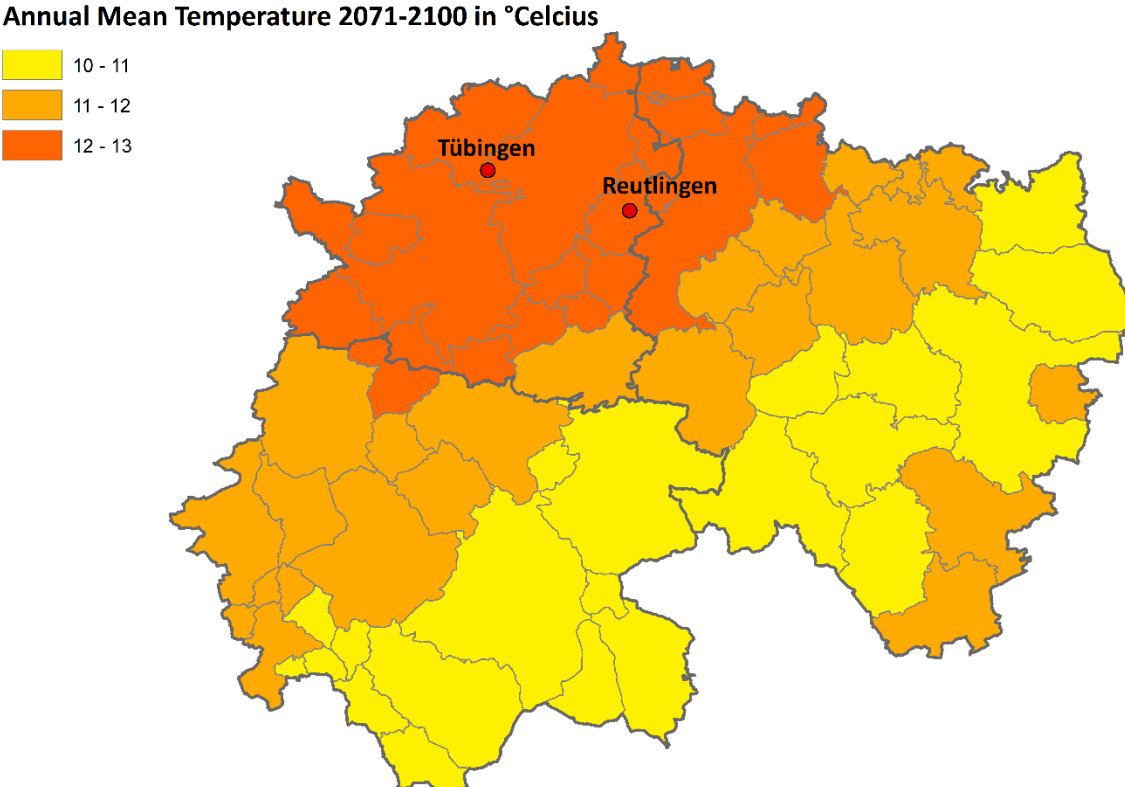 Annual Mean Temperature 2071-2100 in °Celcius
10 - 11
11 - 12
12 - 13
Tübingen
Reutlingen